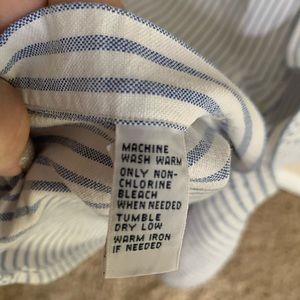 MACHINE
WASH WARM
ONLY NON-
CHLORINE
BLEACH
WHEN NEEDED
TUMBLE
DRY LOW
WARM IRON
IF NEEDED